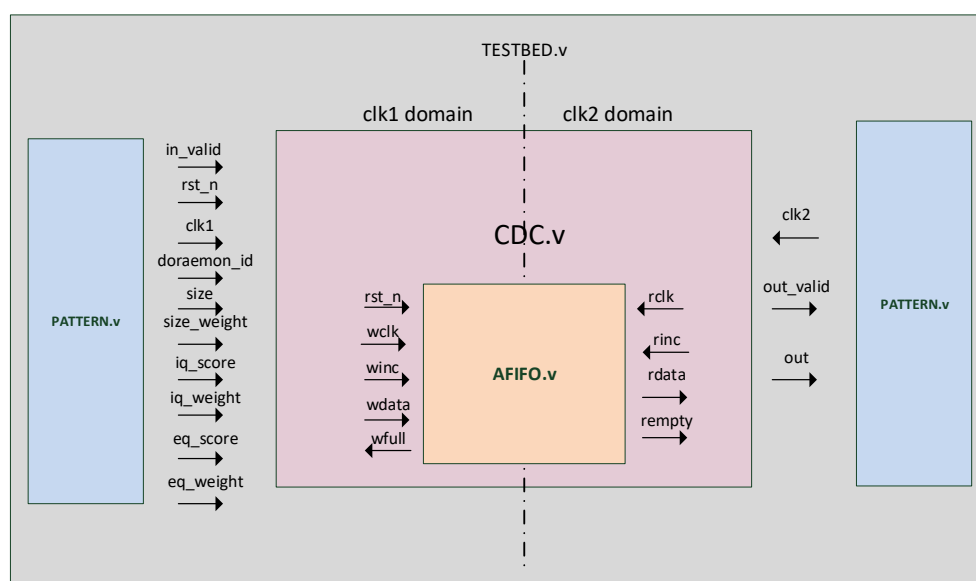 TESTBED.v
clk1 domain
clk2 domain
in_valid
rst_n
clk1
doraemon_id
size
size_weight
iq_score
iq_weight
eq_score
eq_weight
PATTERN.v
CDC.v
rst_n
wclk
winc
wdata
wfull
AFIFO.v
rclk
rinc
rdata
rempty
clk2
out_valid
out
PATTERN.v